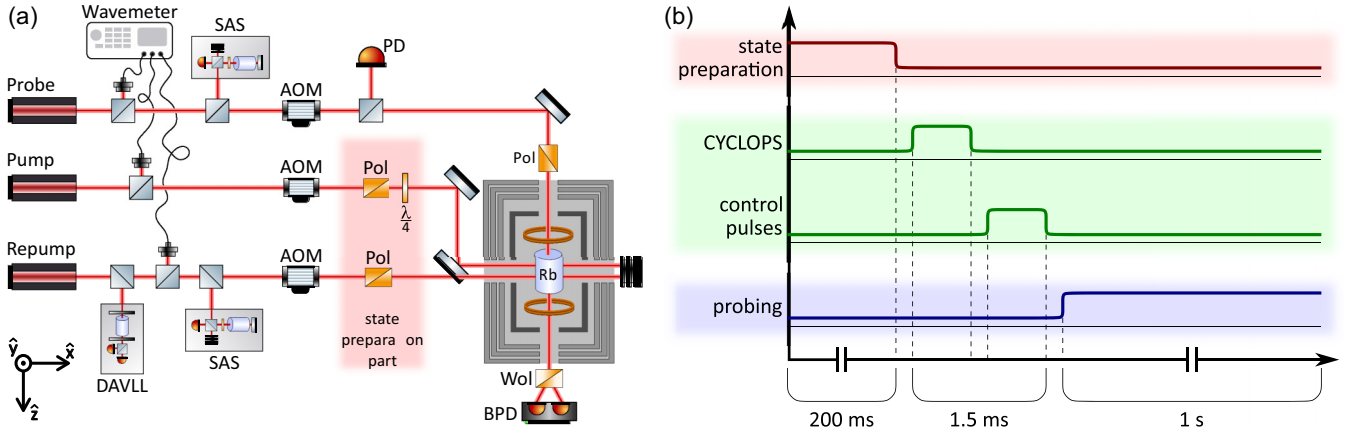 (a)
Wavemeter
SAS
PD
Probe
AOM
Pump
AOM
Pol
λ/4
Pol
Repump
AOM
Pol
Rb
state
prepara on
part
DAVLL
SAS
Wol
BPD
ŷ
x̂
ẑ
(b)
state
preparation
CYCLOPS
control
pulses
probing
200 ms
1.5 ms
1 s